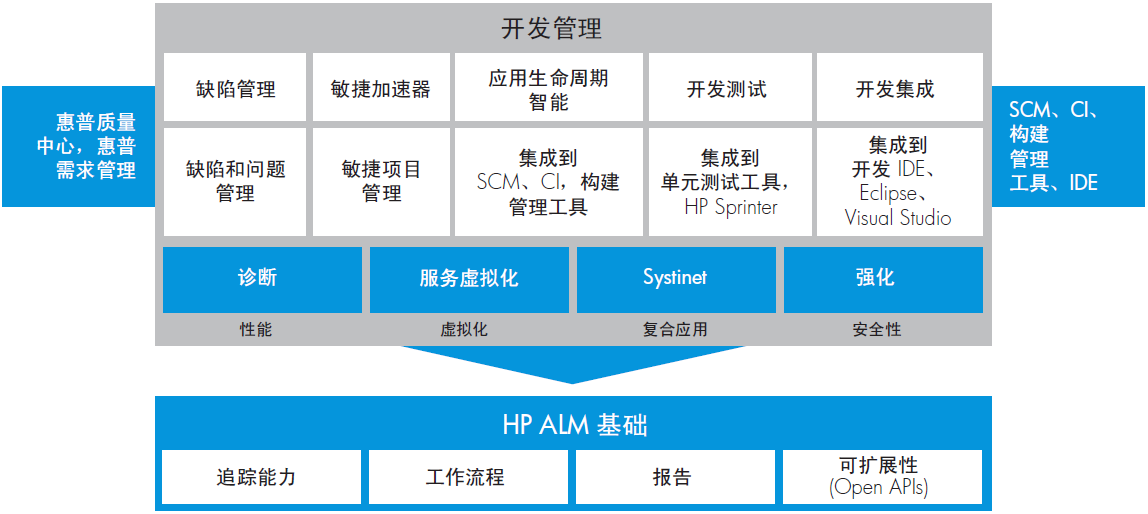 开发管理
缺陷管理
敏捷加速器
应用生命周期
智能
开发测试
开发集成
惠普质量
中心，惠普
需求管理
缺陷和问题
管理
敏捷项目
管理
集成到
SCM、CI，构建
管理工具
集成到
单元测试工具，
HP Sprinter
集成到
开发 IDE、
Eclipse、
Visual Studio
SCM、CI、
构建
管理
工具、IDE
诊断
服务虚拟化
Systinet
强化
性能
虚拟化
复合应用
安全性
HP ALM 基础
追踪能力
工作流程
报告
可扩展性
(Open APIs)